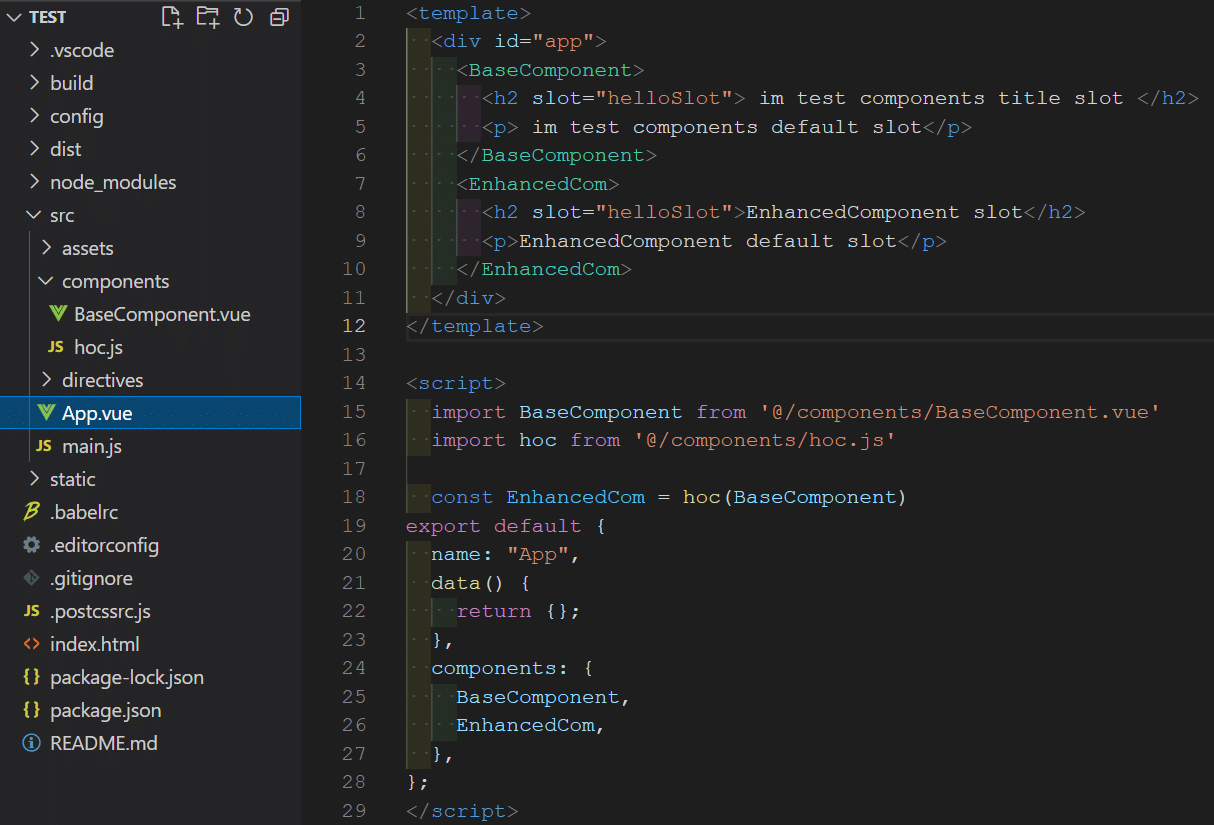 TEST
.vscode
build
config
dist
node_modules
src
assets
components
BaseComponent.vue
JS hoc.js
directives
App.vue
JS main.js
static
.babelrc
.editorconfig
.gitignore
JS .postcssrc.js
<> index.html
{} package-lock.json
{} package.json
README.md
1 <template>
2 <div id="app">
3 <BaseComponent>
4 <h2 slot="helloSlot"> im test components title slot </h2>
5 <p> im test components default slot</p>
6 </BaseComponent>
7 <EnhancedCom>
8 <h2 slot="helloSlot">EnhancedComponent slot</h2>
9 <p>EnhancedComponent default slot</p>
10 </EnhancedCom>
11 </div>
12 </template>
13
14 <script>
15 import BaseComponent from '@/components/BaseComponent.vue'
16 import hoc from '@/components/hoc.js'
17
18 const EnhancedCom = hoc(BaseComponent)
19 export default {
20 name: "App",
21 data() {
22 return {};
23 },
24 components: {
25 BaseComponent,
26 EnhancedCom,
27 },
28 };
29 </script>